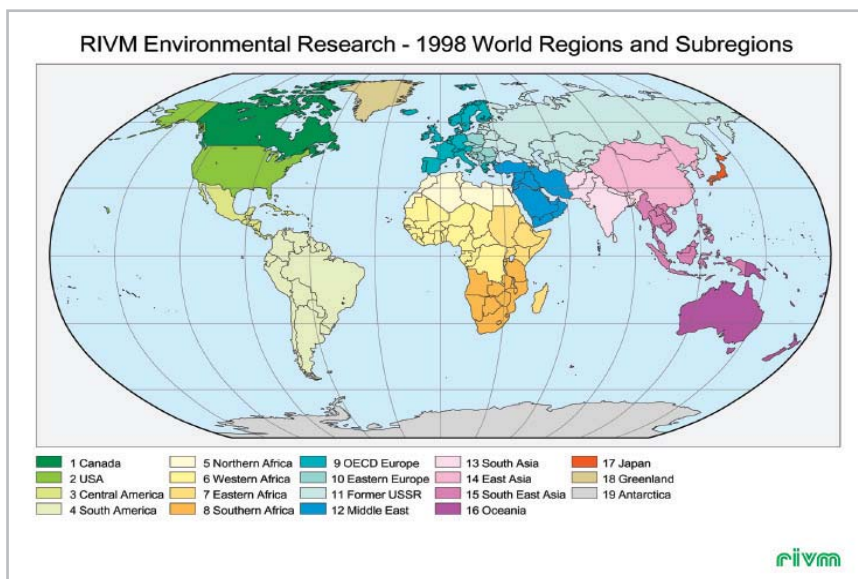 RIVM Environmental Research - 1998 World Regions and Subregions
1 Canada
2 USA
3 Central America
4 South America
5 Northern Africa
6 Western Africa
7 Eastern Africa
8 Southern Africa
9 OECD Europe
10 Eastern Europe
11 Former USSR
12 Middle East
13 South Asia
14 East Asia
15 South East Asia
16 Oceania
17 Japan
18 Greenland
19 Antarctica
rivm